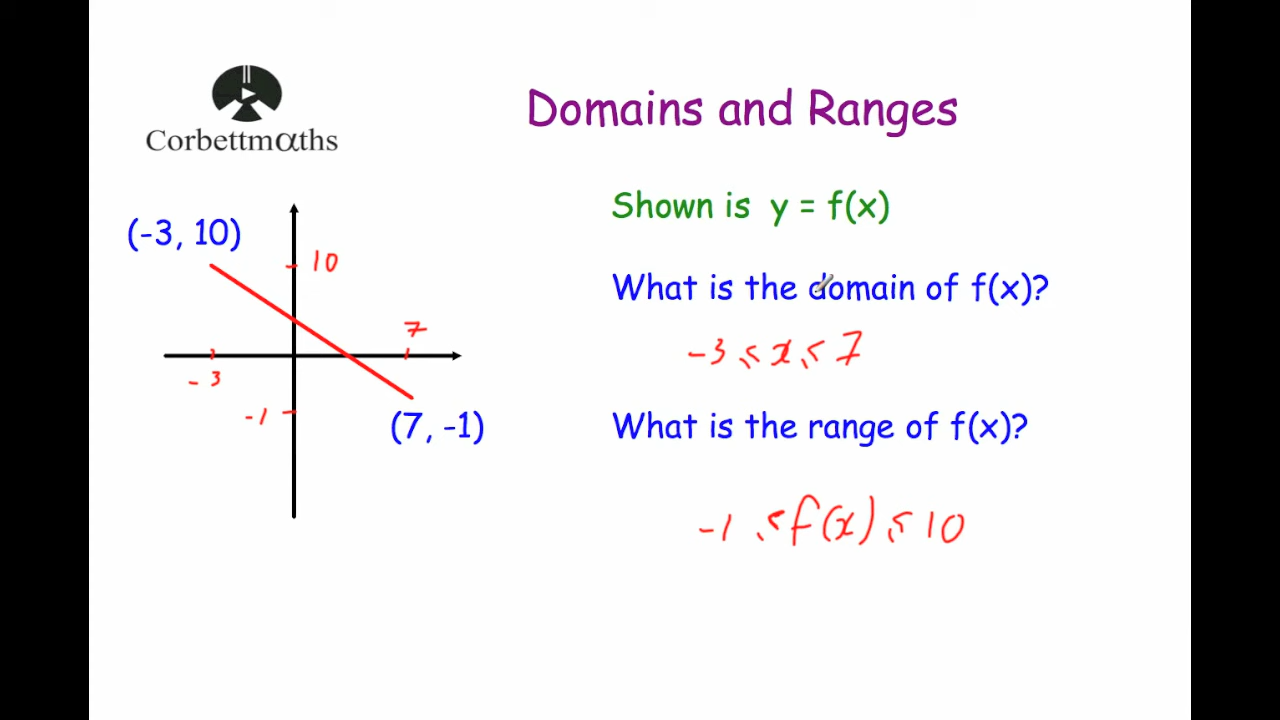 Corbettmαths
Domains and Ranges
(-3, 10)
10
7
-3
-1
(7, -1)
Shown is y = f(x)
What is the domain of f(x)?
-3 ≤ x ≤ 7
What is the range of f(x)?
-1 ≤ f(x) ≤ 10